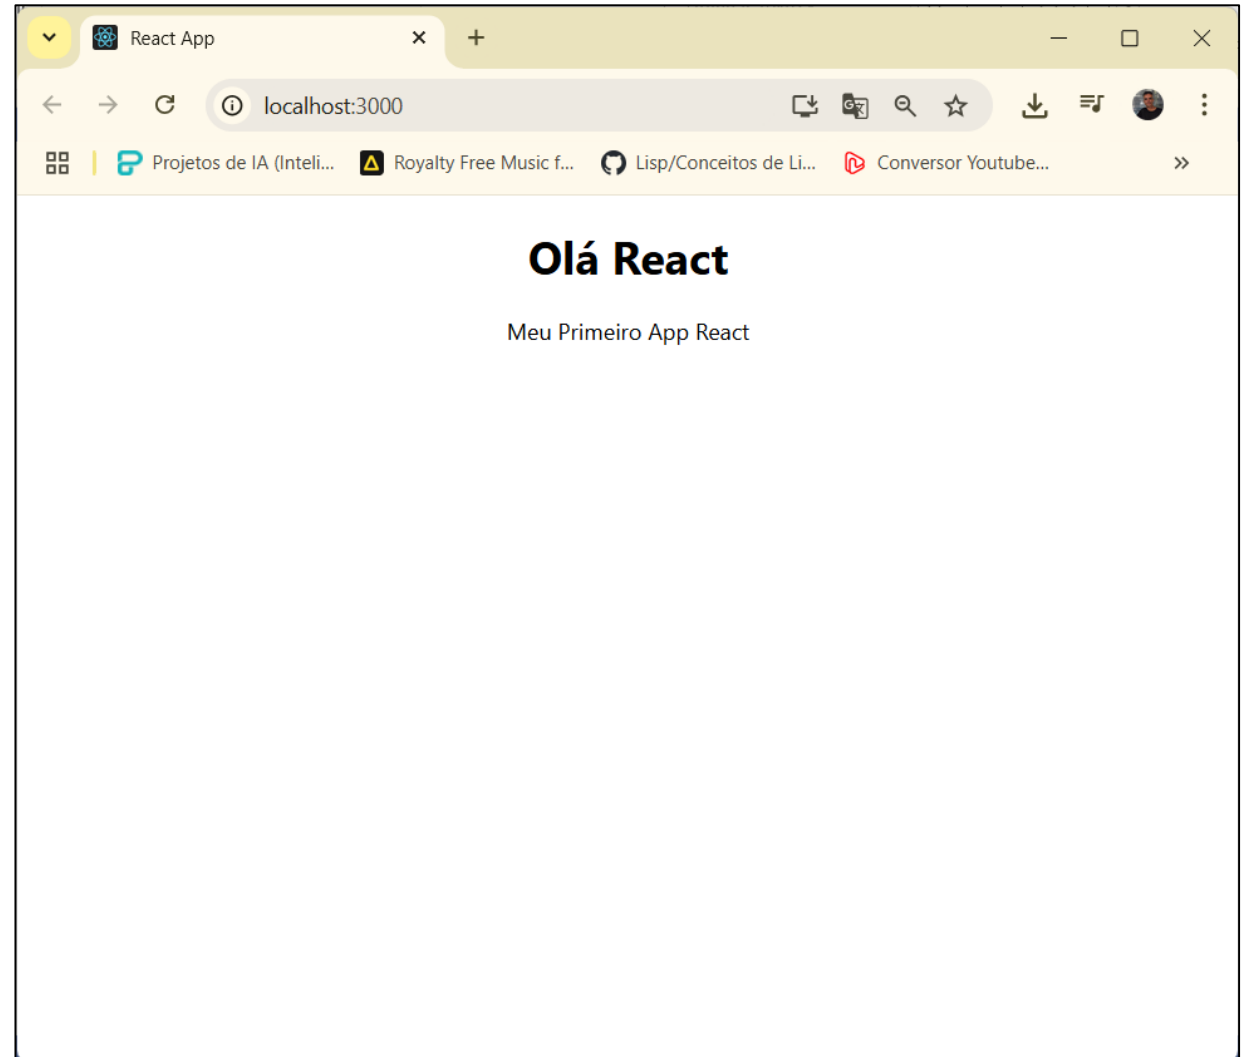 React App
localhost:3000
Projetos de IA (Inteli... Royalty Free Music f... Lisp/Conceitos de Li... Conversor Youtube...
Olá React
Meu Primeiro App React